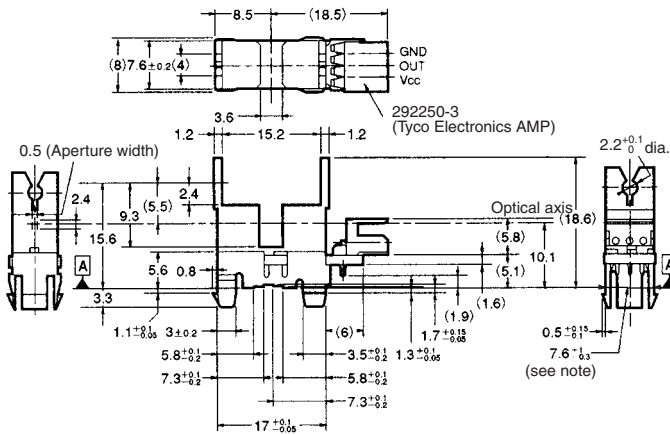 8.5
(18.5)
(8)
7.6±0.2
(4)
GND
OUT
Vcc
3.6
292250-3
(Tyco Electronics AMP)
1.2
15.2
1.2
0.5 (Aperture width)
2.2 +0.1 0 dia.
2.4
2.4
(5.5)
9.3
15.6
Optical axis
(18.6)
(5.8)
10.1
A
5.6
0.8
(5.1)
A
3.3
(1.6)
(1.9)
1.1 +0.1 -0.05
3±0.2
(6)
1.7 +0.15 -0.05
0.5 +0.15 -0.1
5.8 +0.1 -0.2
3.5 +0.1 -0.2
1.3 +0.1 -0.05
7.6 +1 -0.3
(see note)
7.3 +0.1 -0.2
5.8 +0.1 -0.2
7.3 +0.1 -0.2
17 +0.1 -0.05